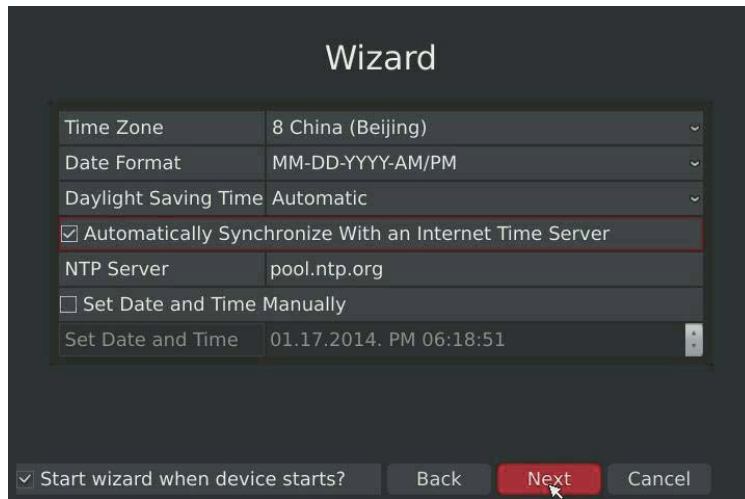 Wizard
Time Zone 8 China (Beijing)
Date Format MM-DD-YYYY-AM/PM
Daylight Saving Time Automatic
Automatically Synchronize With an Internet Time Server
NTP Server pool.ntp.org
Set Date and Time Manually
Set Date and Time 01.17.2014. PM 06:18:51
Start wizard when device starts? Back Next Cancel